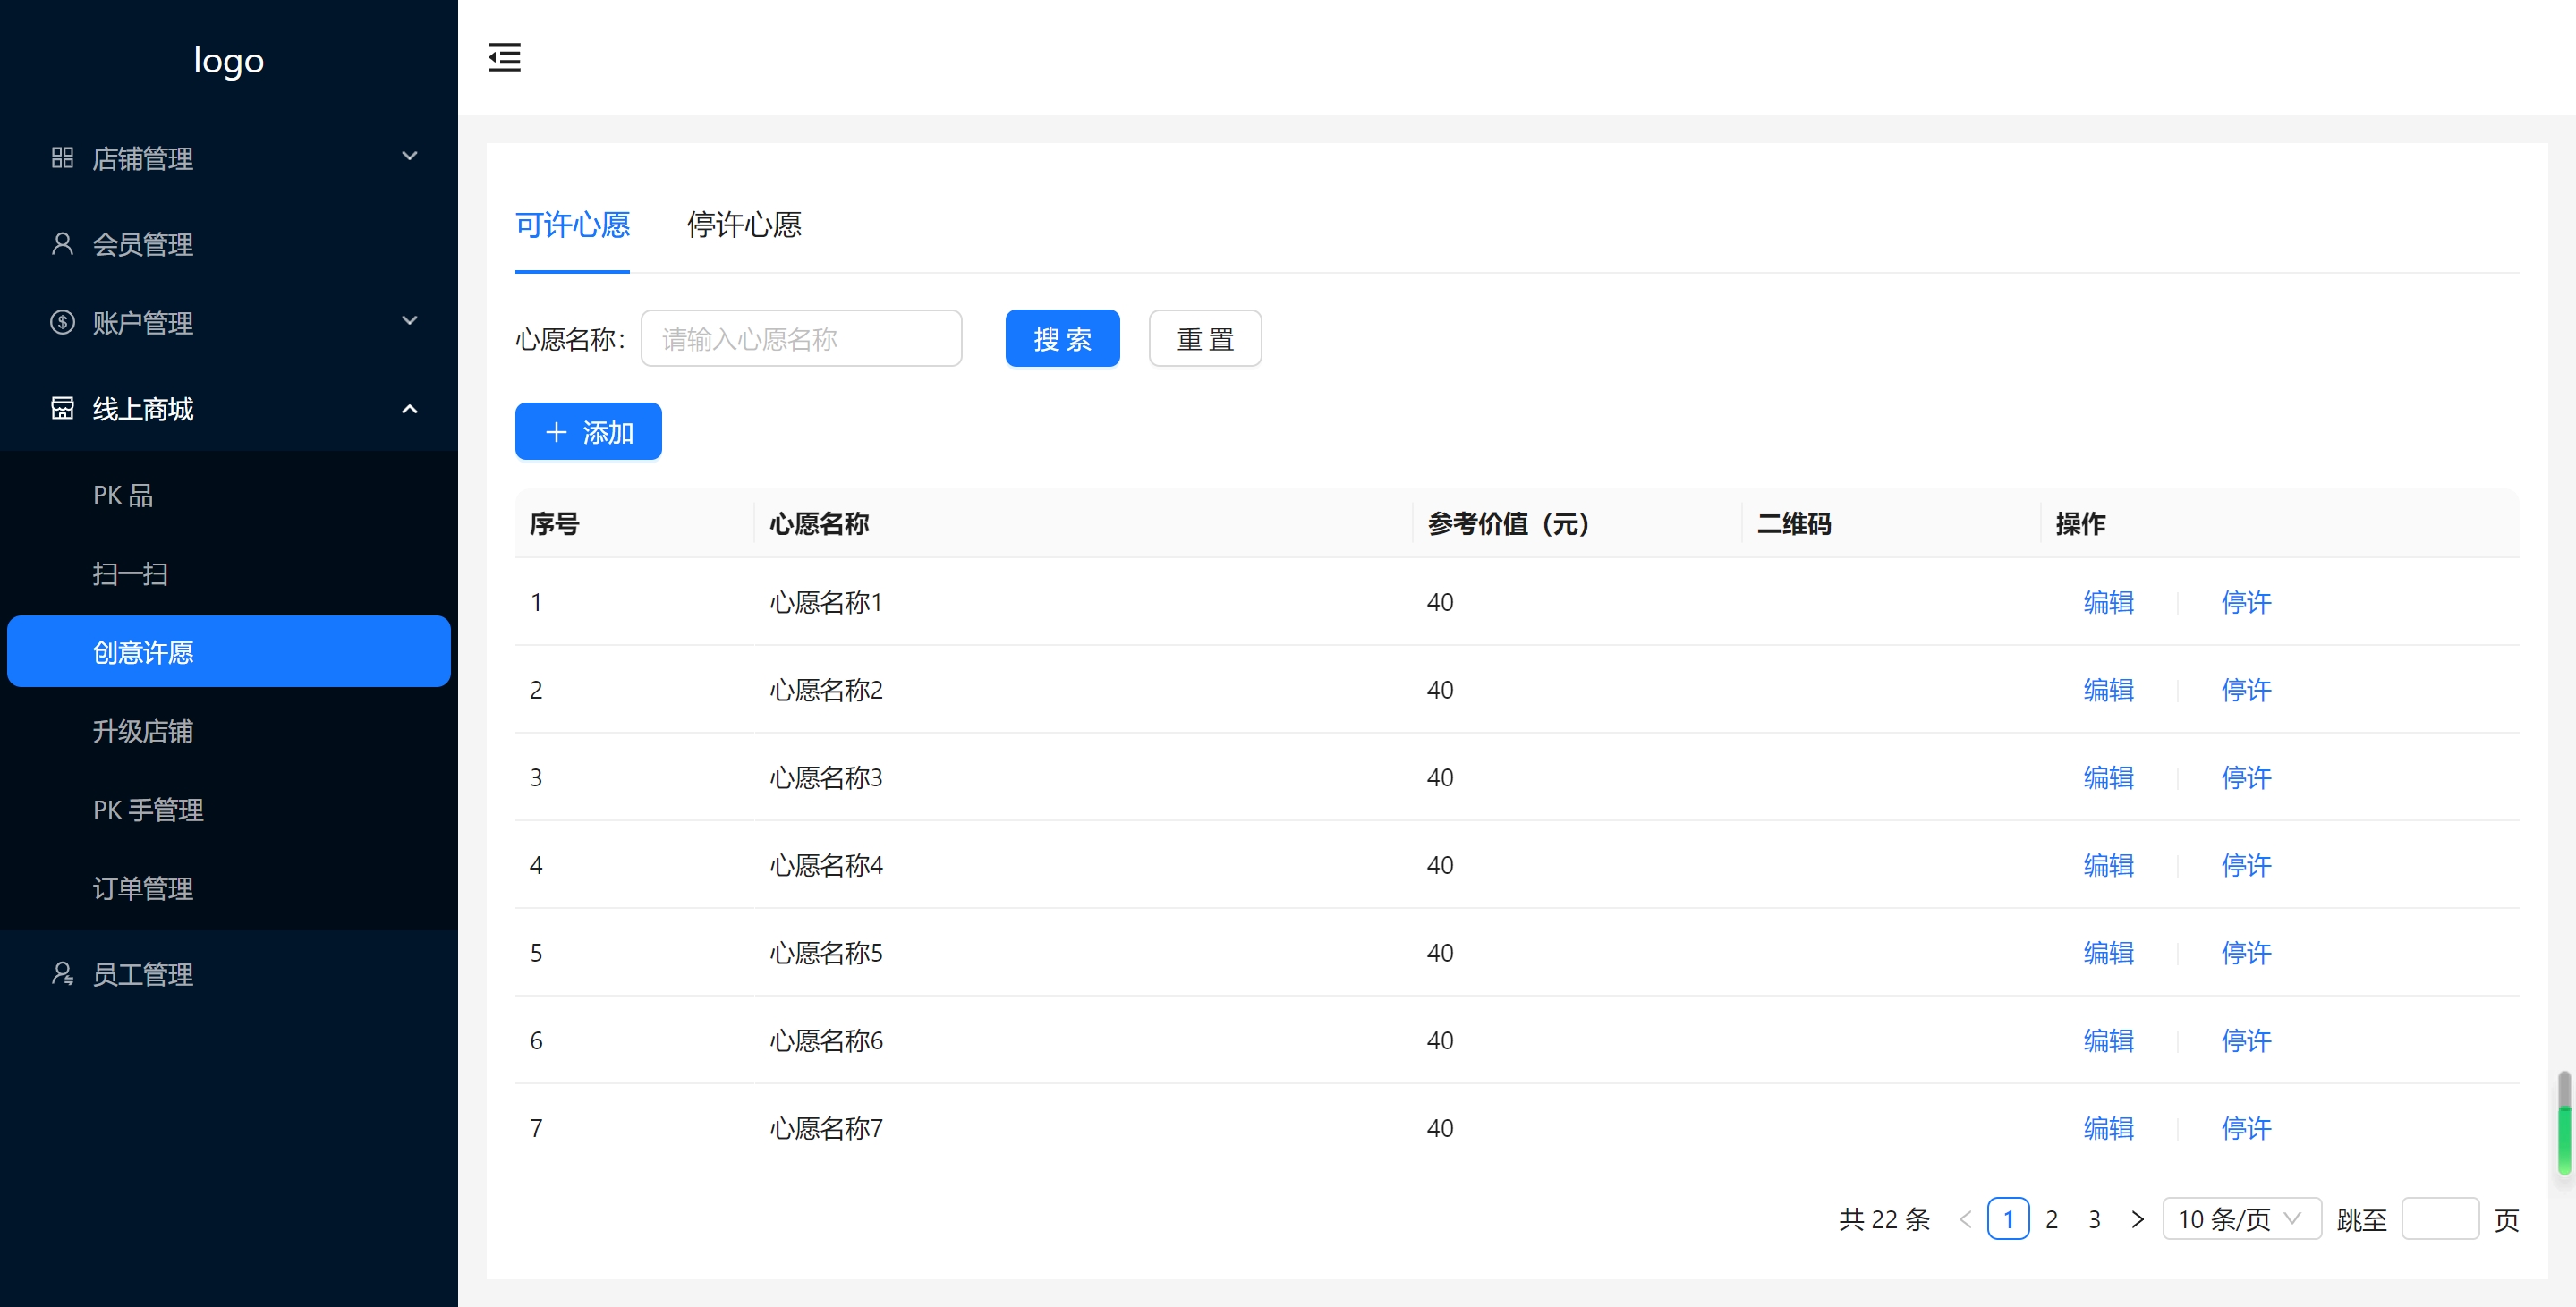 logo
店铺管理
会员管理
账户管理
线上商城
PK 品
扫一扫
创意许愿
升级店铺
PK 手管理
订单管理
员工管理
可许心愿 停许心愿
心愿名称： 请输入心愿名称 搜 索 重 置
添加
序号 心愿名称 参考价值（元） 二维码 操作
1 心愿名称1 40 编辑 停许
2 心愿名称2 40 编辑 停许
3 心愿名称3 40 编辑 停许
4 心愿名称4 40 编辑 停许
5 心愿名称5 40 编辑 停许
6 心愿名称6 40 编辑 停许
7 心愿名称7 40 编辑 停许
共 22 条 < 1 2 3 > 10 条/页 跳至 页